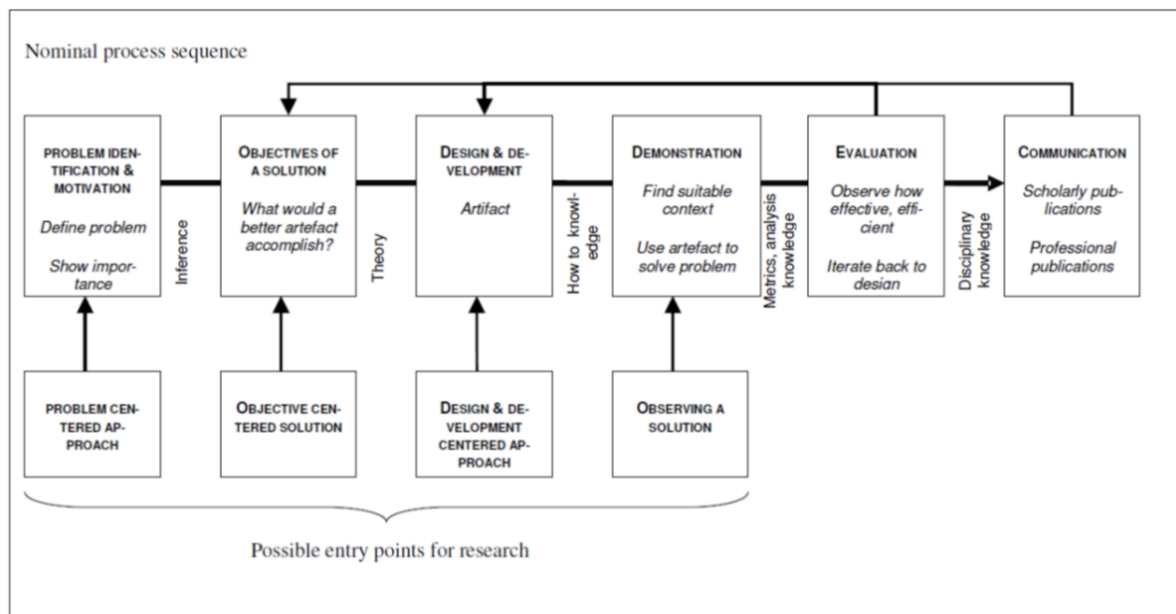 Nominal process sequence
PROBLEM IDEN-
TIFICATION &
MOTIVATION
Define problem
Show impor-
tance
Inference
OBJECTIVES OF
A SOLUTION
What would a
better artefact
accomplish?
Theory
DESIGN & DE-
VELOPMENT
Artifact
How to knowl-
edge
DEMONSTRATION
Find suitable
context
Use artefact to
solve problem
Metrics, analysis
knowledge
EVALUATION
Observe how
effective, effi-
cient
Iterate back to
design
Disciplinary
knowledge
COMMUNICATION
Scholarly pub-
lications
Professional
publications
PROBLEM CEN-
TERED AP-
PROACH
OBJECTIVE CEN-
TERED SOLUTION
DESIGN & DE-
VELOPMENT
CENTERED AP-
PROACH
OBSERVING A
SOLUTION
Possible entry points for research